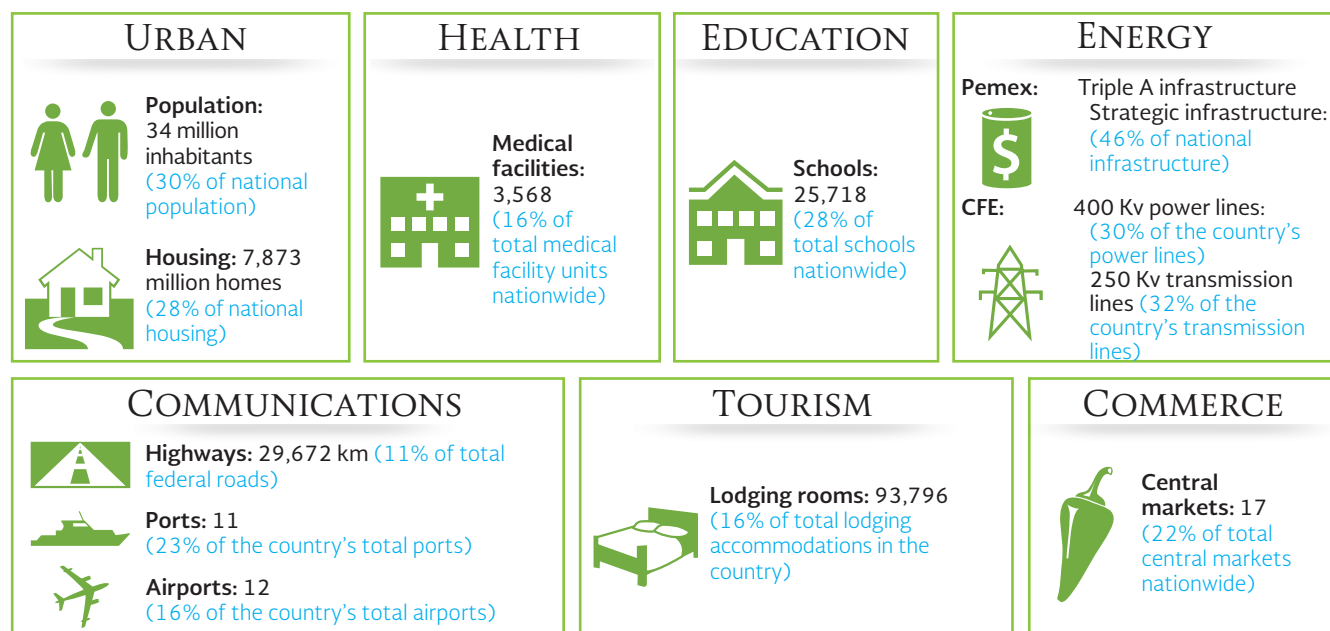 URBAN
Population:
34 million
inhabitants
(30% of national
population)
Housing: 7,873
million homes
(28% of national
housing)
HEALTH
Medical
facilities:
3,568
(16% of
total medical
facility units
nationwide)
EDUCATION
Schools:
25,718
(28% of
total schools
nationwide)
ENERGY
Pemex: Triple A infrastructure
Strategic infrastructure:
(46% of national
infrastructure)
$
CFE: 400 Kv power lines:
(30% of the country's
power lines)
250 Kv transmission
lines (32% of the
country's transmission
lines)
COMMUNICATIONS
Highways: 29,672 km (11% of total
federal roads)
Ports: 11
(23% of the country's total ports)
Airports: 12
(16% of the country's total airports)
TOURISM
Lodging rooms: 93,796
(16% of total lodging
accommodations in the
country)
COMMERCE
Central
markets: 17
(22% of total
central markets
nationwide)